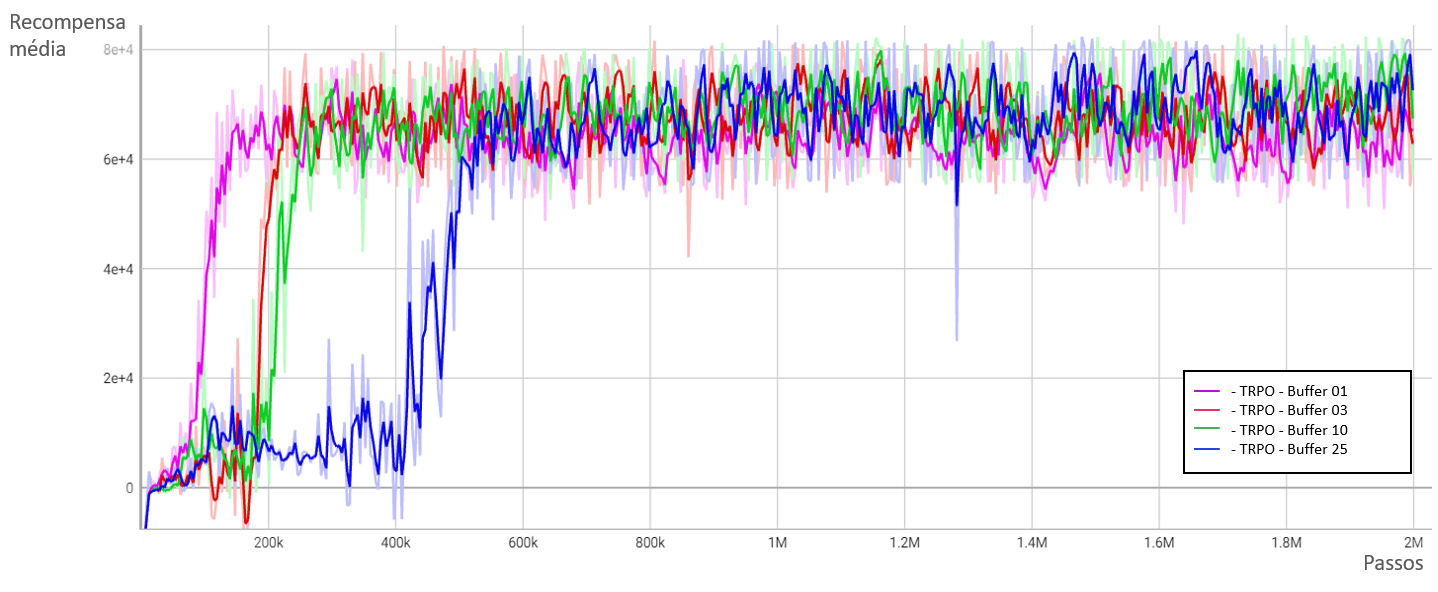 Recompensa
média
8e+4
6e+4
4e+4
2e+4
0
200k
400k
600k
800k
1M
1.2M
1.4M
1.6M
1.8M
2M
Passos
- TRPO - Buffer 01
- TRPO - Buffer 03
- TRPO - Buffer 10
- TRPO - Buffer 25